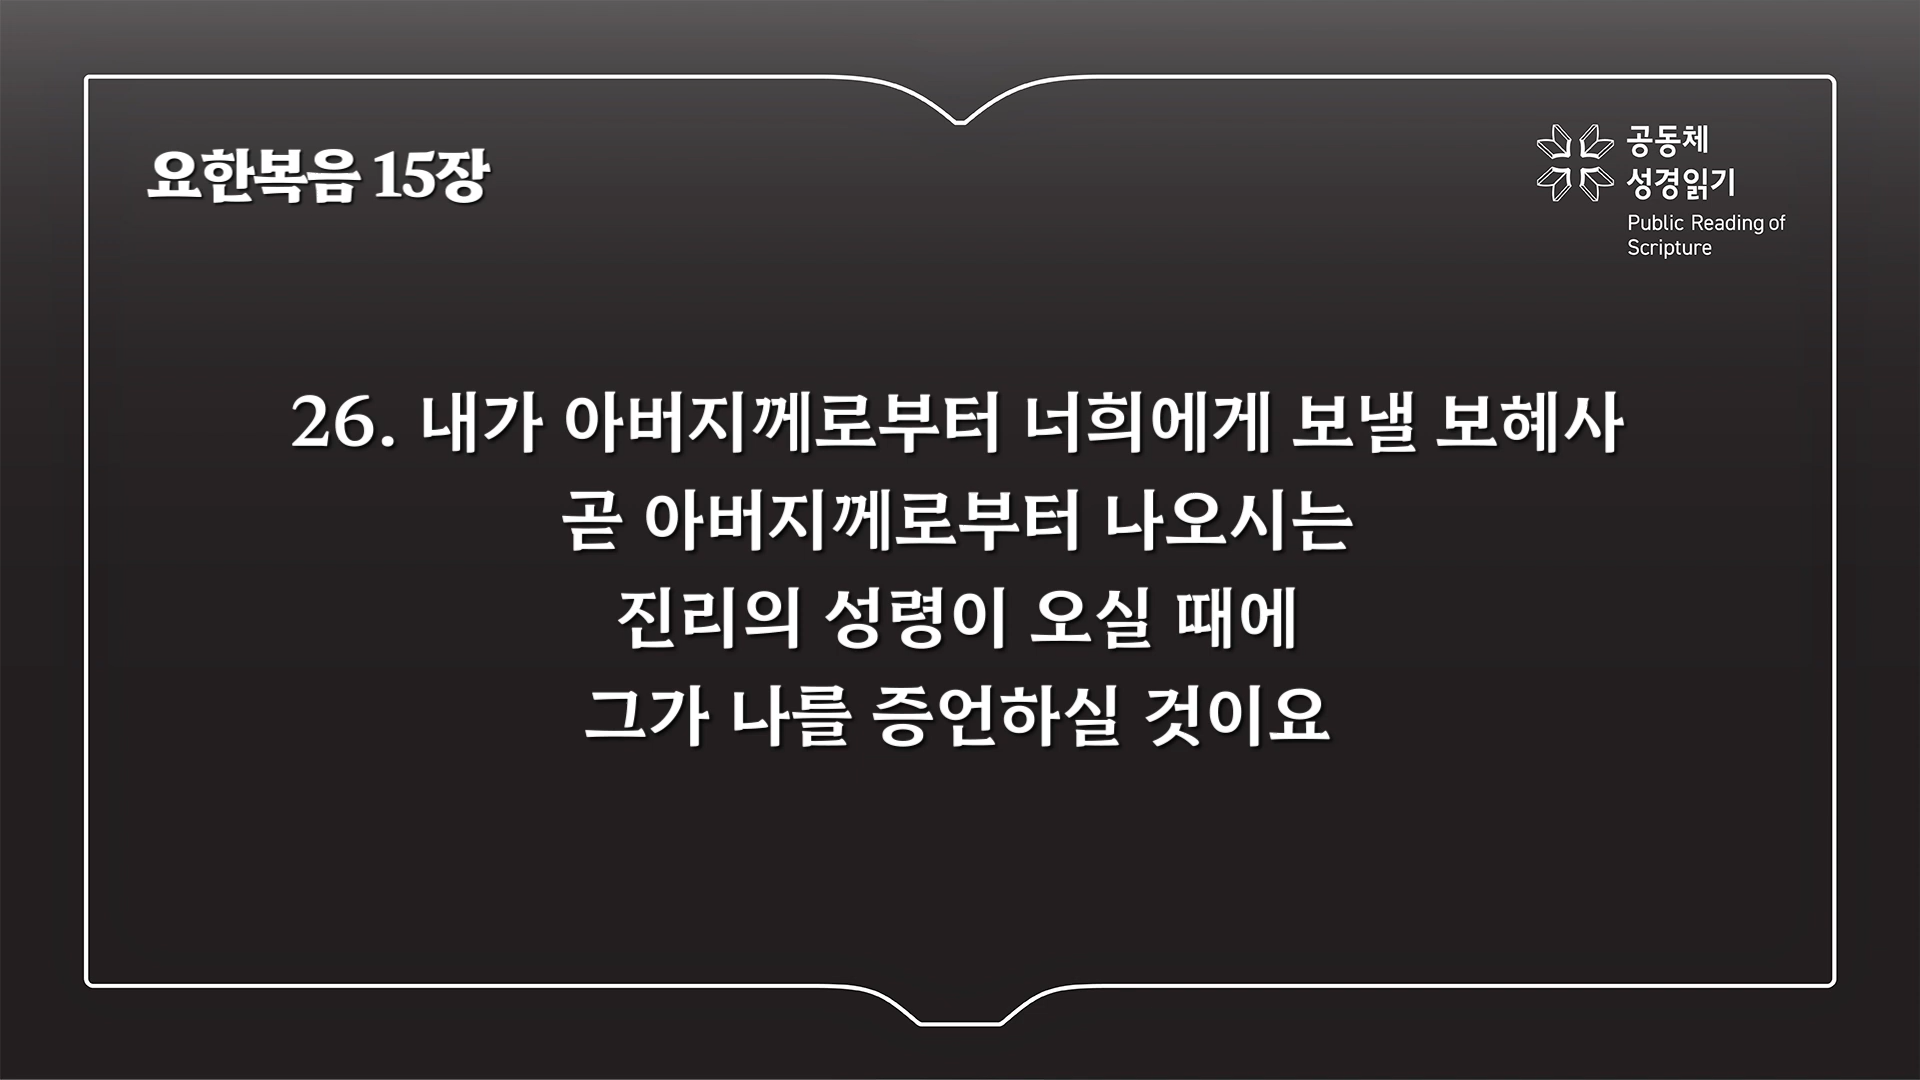 요한복음 15장
공동체
성경읽기
Public Reading of
Scripture
26. 내가 아버지께로부터 너희에게 보낼 보혜사
곧 아버지께로부터 나오시는
진리의 성령이 오실 때에
그가 나를 증언하실 것이요